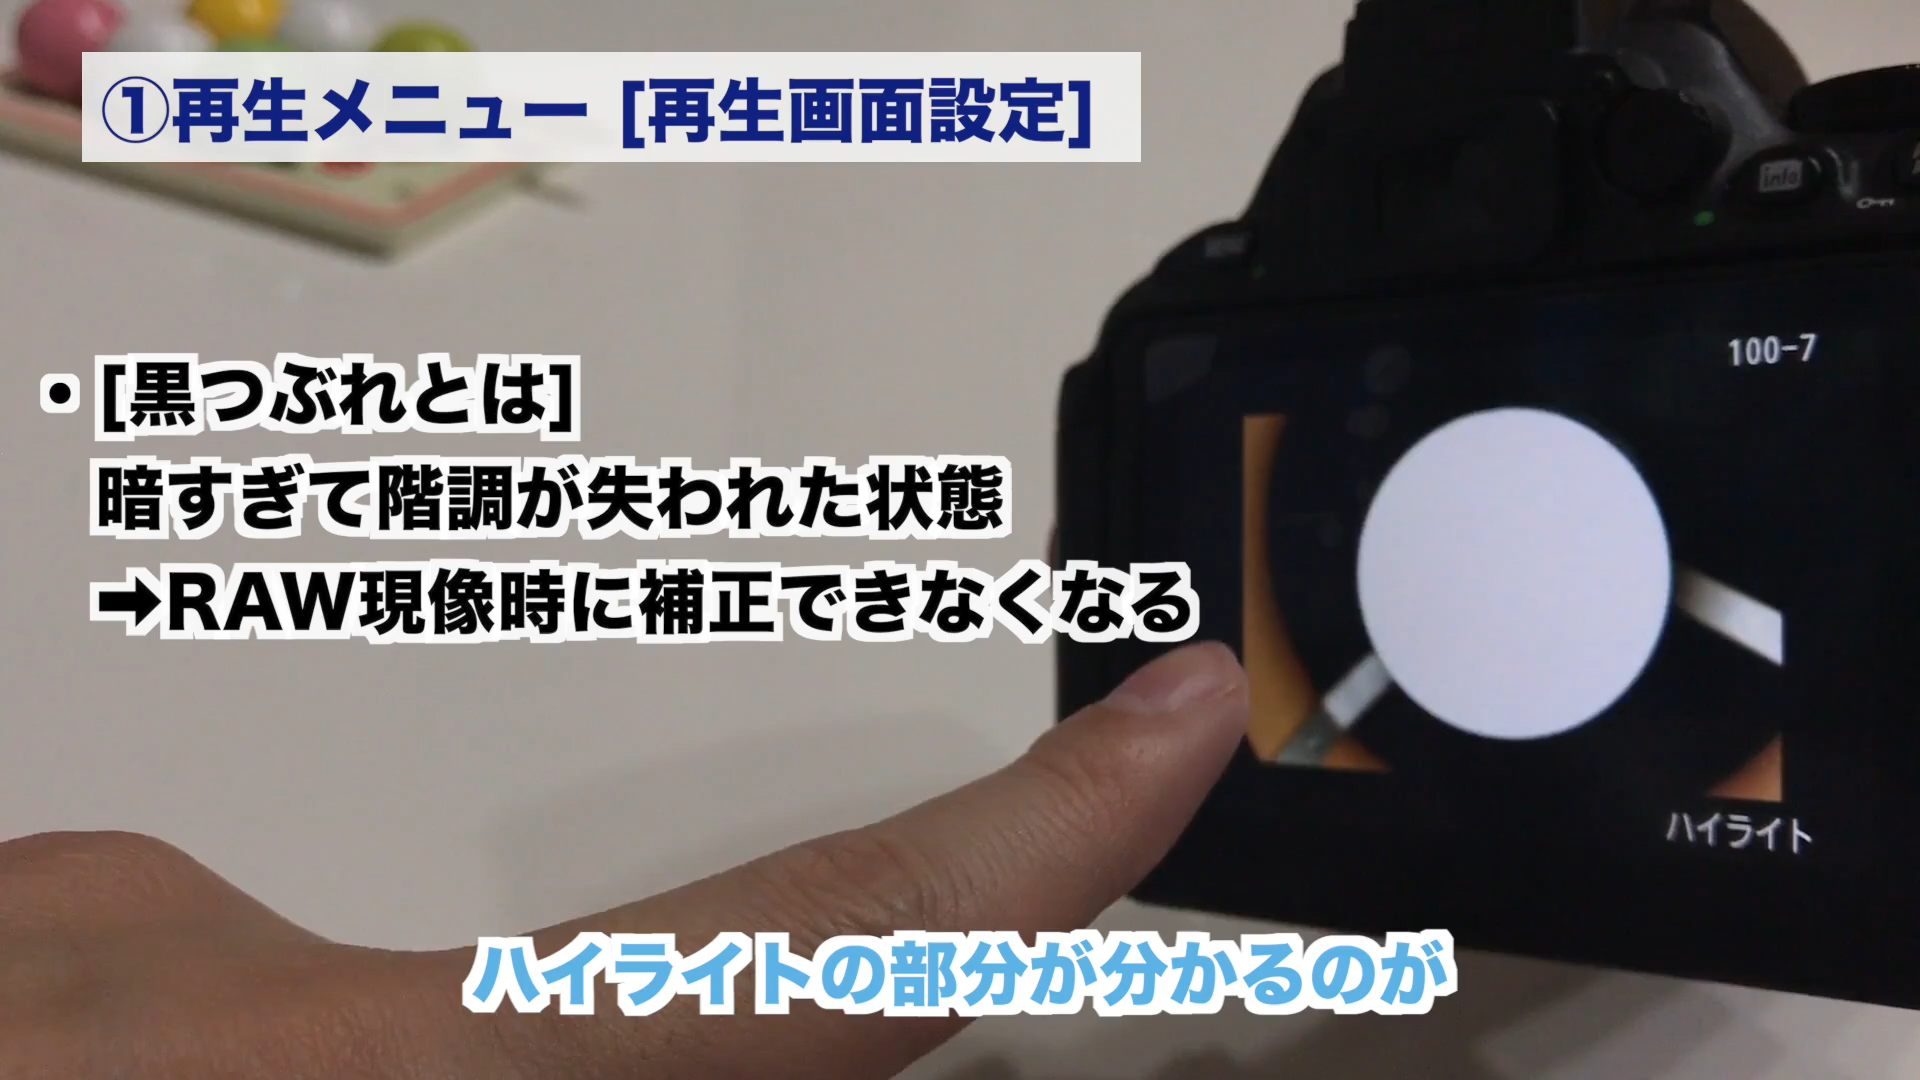 ①再生メニュー [再生画面設定]
info
MENU
100-7
・[黒つぶれとは]
暗すぎて階調が失われた状態
➡RAW現像時に補正できなくなる
ハイライト
ハイライトの部分が分かるのが